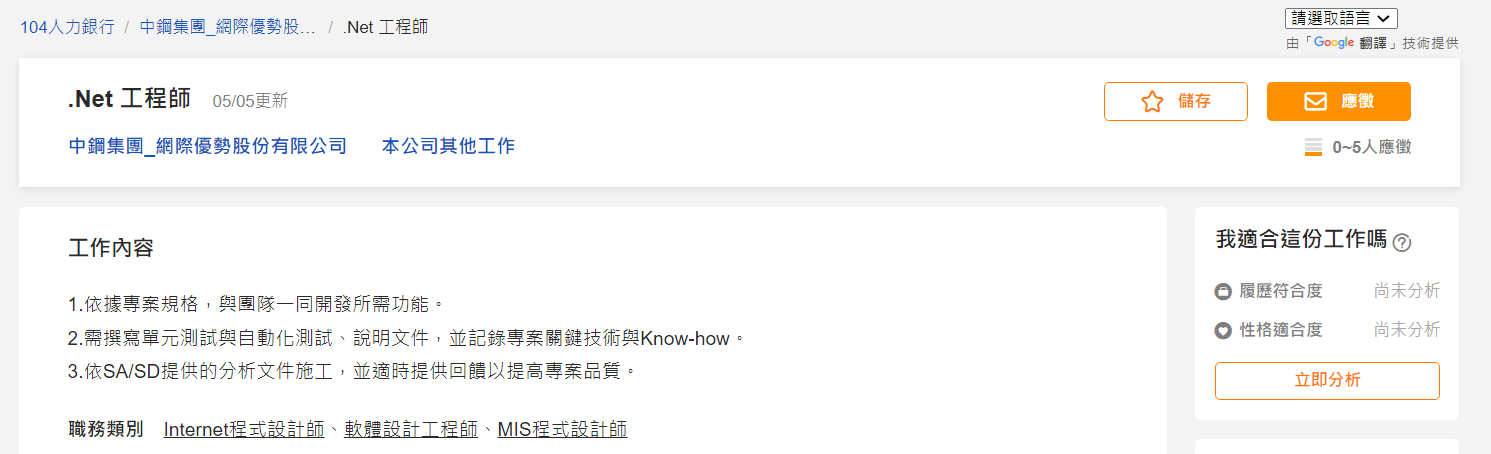 104人力銀行 / 中鋼集團_網際優勢股... / .Net 工程師
請選取語言
由「Google 翻譯」技術提供
.Net 工程師 05/05更新
儲存
應徵
中鋼集團_網際優勢股份有限公司 本公司其他工作
0~5人應徵
工作內容
1.依據專案規格，與團隊一同開發所需功能。
2.需撰寫單元測試與自動化測試、說明文件，並記錄專案關鍵技術與Know-how。
3.依SA/SD提供的分析文件施工，並適時提供回饋以提高專案品質。
職務類別 Internet程式設計師、軟體設計工程師、MIS程式設計師
我適合這份工作嗎 ?
履歷符合度 尚未分析
性格適合度 尚未分析
立即分析